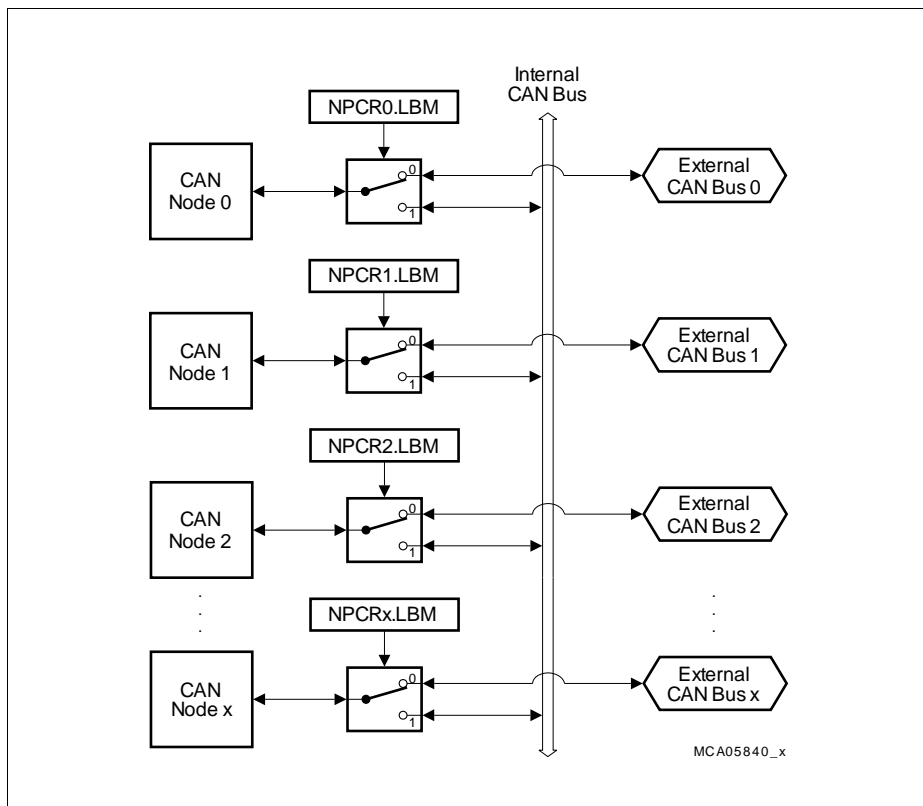 Internal
CAN Bus
NPCR0.LBM
CAN
Node 0
0
1
External
CAN Bus 0
NPCR1.LBM
CAN
Node 1
0
1
External
CAN Bus 1
NPCR2.LBM
CAN
Node 2
0
1
External
CAN Bus 2
NPCRx.LBM
CAN
Node x
0
1
External
CAN Bus x
MCA05840_x